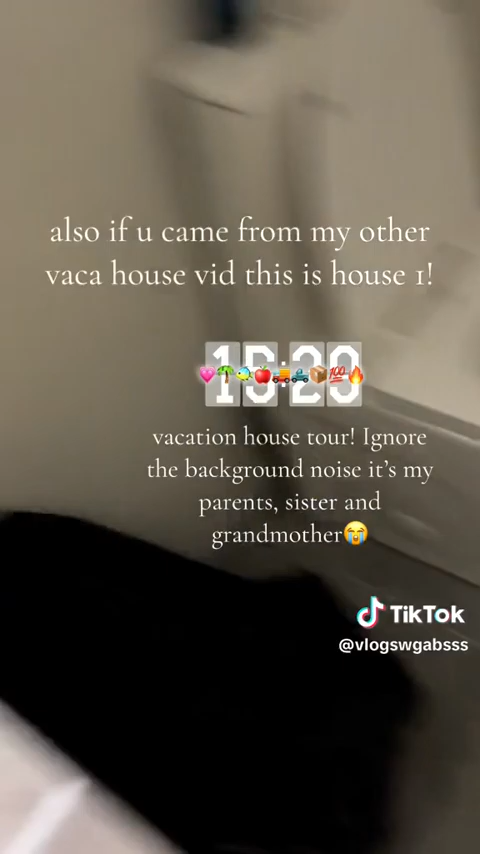 also if u came from my other
vaca house vid this is house 1!
15:20
💗🌴🐠🍎🚚🛻📦💯🔥
vacation house tour! Ignore
the background noise it's my
parents, sister and
grandmother😭
TikTok
@vlogswgabsss